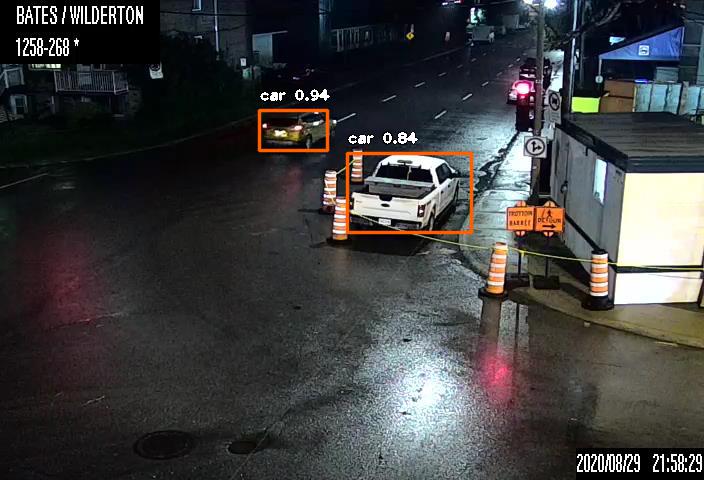 BATES / WILDERTON
1258-268 *
car 0.94
car 0.84
TROTTOIR
BARRÉ
DÉTOUR
2020/08/29 21:58:29